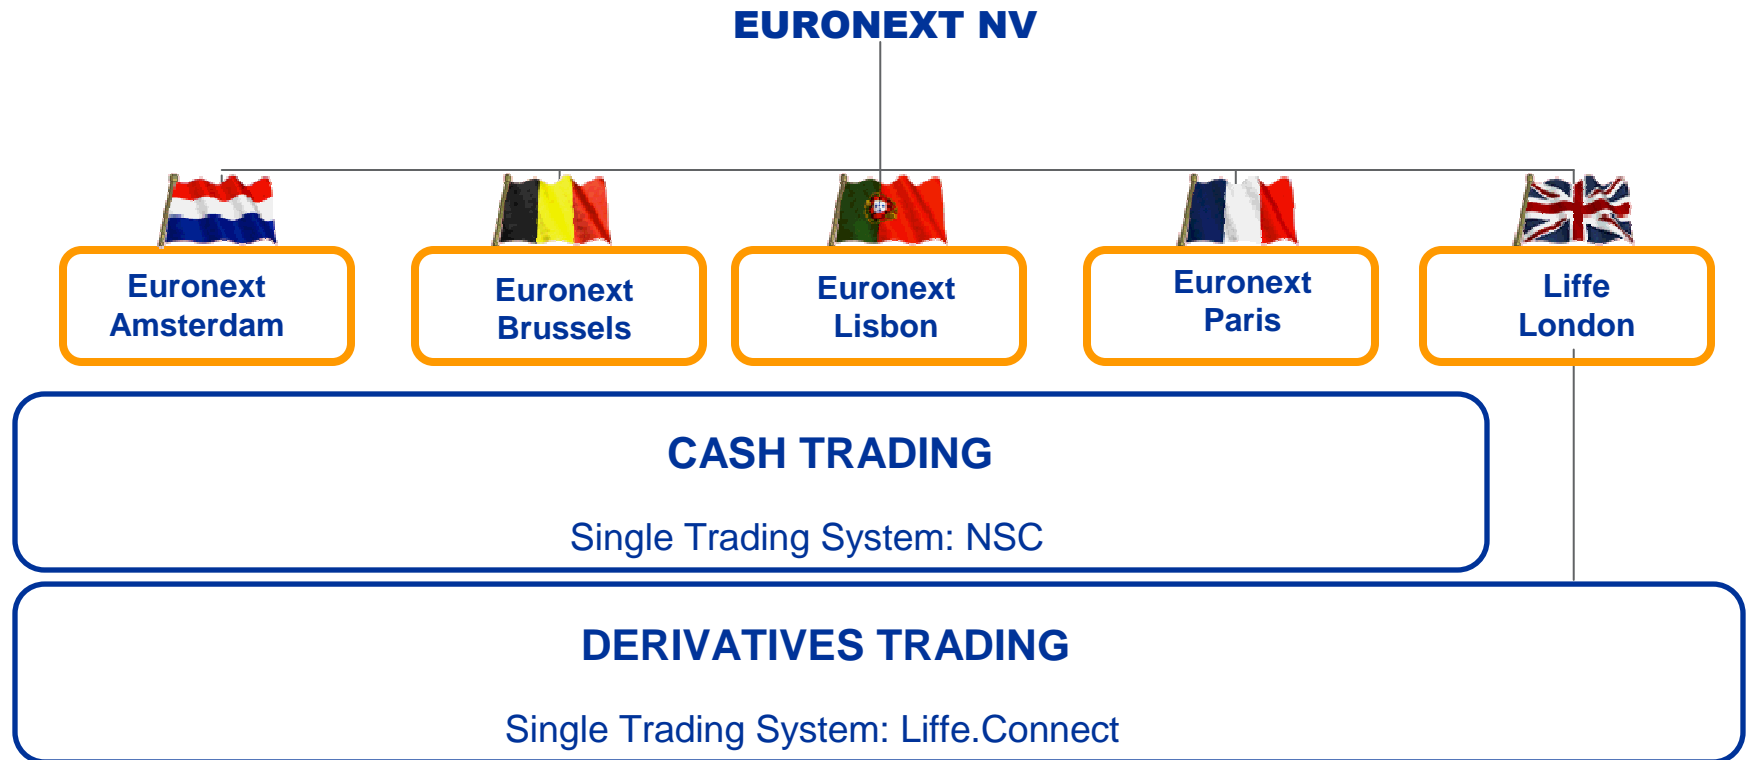 EURONEXT NV
Euronext
Amsterdam
Euronext
Brussels
Euronext
Lisbon
Euronext
Paris
Liffe
London
CASH TRADING
Single Trading System: NSC
DERIVATIVES TRADING
Single Trading System: Liffe.Connect